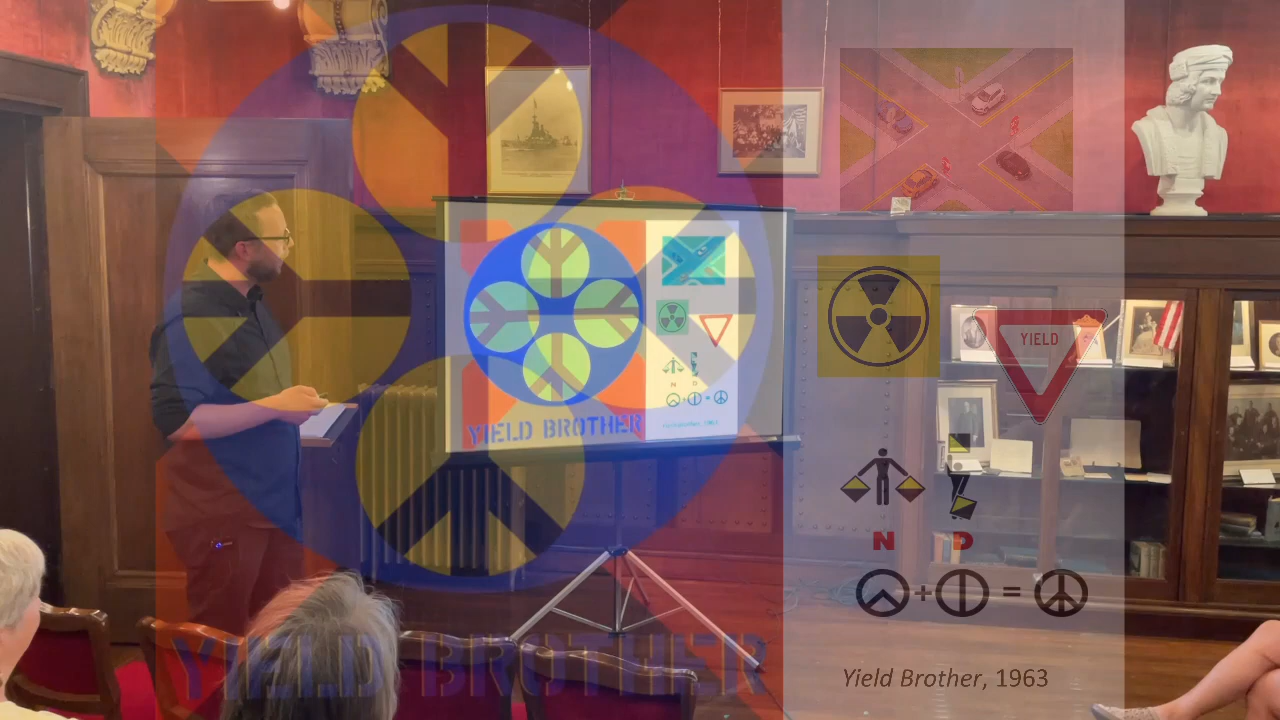 YIELD BROTHER
YIELD
N D
+ =
Yield Brother, 1963
YIELD BROTHER